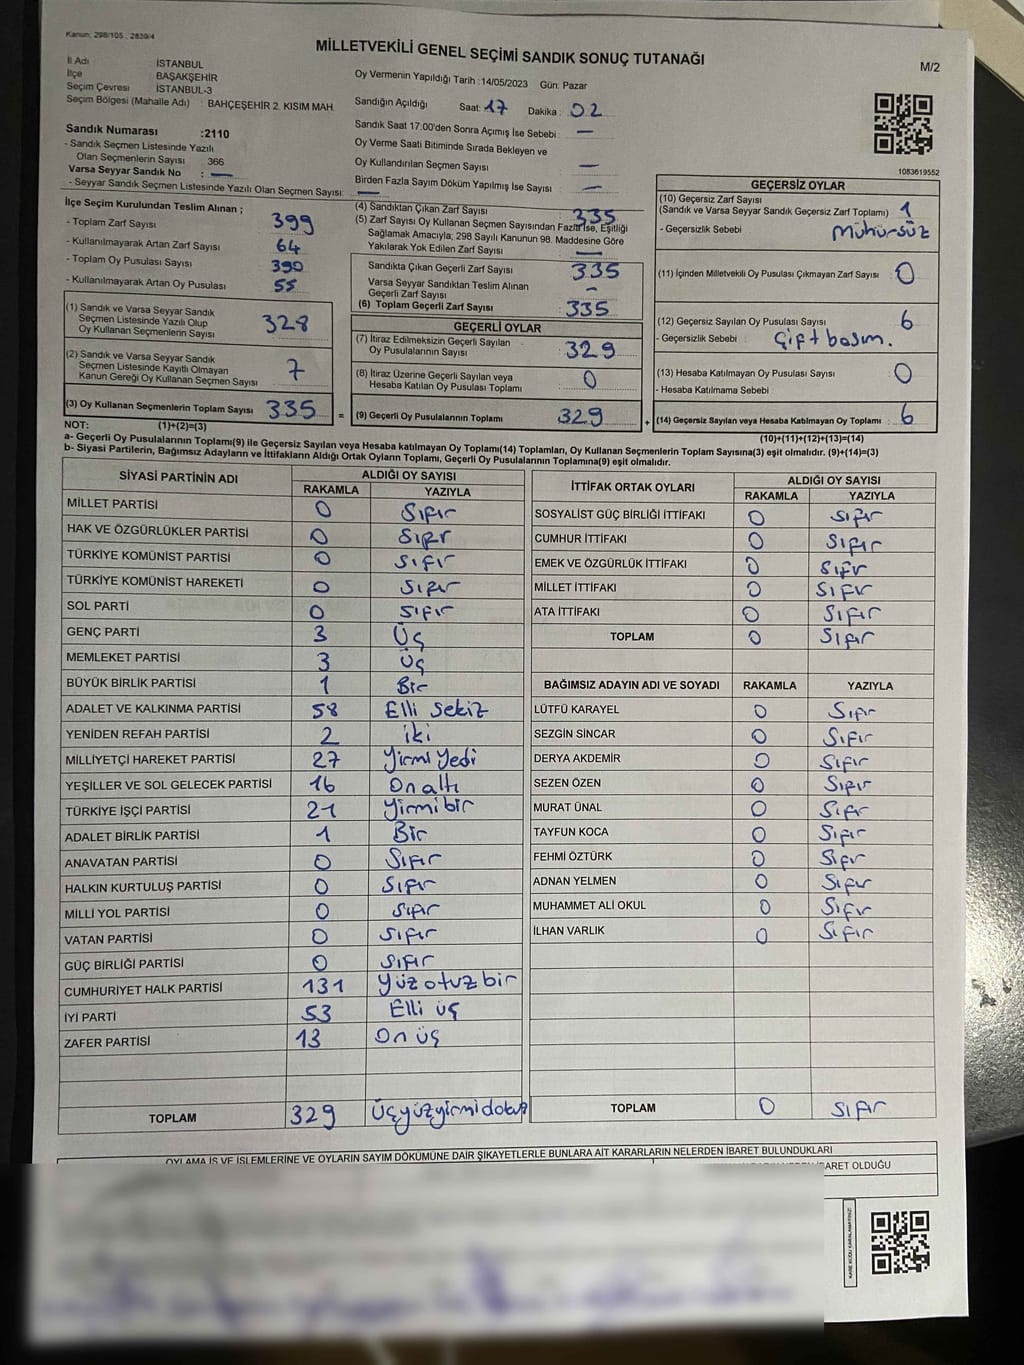 Kanun: 298/105 , 2839/4
MİLLETVEKİLİ GENEL SEÇİMİ SANDIK SONUÇ TUTANAĞI
M/2
İl Adı İSTANBUL
İlçe BAŞAKŞEHİR
Seçim Çevresi İSTANBUL-3
Seçim Bölgesi (Mahalle Adı) : BAHÇEŞEHİR 2. KISIM MAH.
Sandık Numarası :2110
- Sandık Seçmen Listesinde Yazılı
Olan Seçmenlerin Sayısı : 366
Varsa Seyyar Sandık No : —
- Seyyar Sandık Seçmen Listesinde Yazılı Olan Seçmen Sayısı: —
Oy Vermenin Yapıldığı Tarih : 14/05/2023 Gün: Pazar
Sandığın Açıldığı Saat: 17 Dakika : 02
Sandık Saat 17:00'den Sonra Açımış İse Sebebi : —
Oy Verme Saati Bitiminde Sırada Bekleyen ve
Oy Kullandırılan Seçmen Sayısı : —
Birden Fazla Sayım Döküm Yapılmış İse Sayısı : —
1083619552
İlçe Seçim Kurulundan Teslim Alınan ;
- Toplam Zarf Sayısı : 399
- Kullanılmayarak Artan Zarf Sayısı : 64
- Toplam Oy Pusulası Sayısı : 390
- Kullanılmayarak Artan Oy Pusulası : 55
(1) Sandık ve Varsa Seyyar Sandık
Seçmen Listesinde Yazılı Olup
Oy Kullanan Seçmenlerin Sayısı : 328
(2) Sandık ve Varsa Seyyar Sandık
Seçmen Listesinde Kayıtlı Olmayan
Kanun Gereği Oy Kullanan Seçmen Sayısı : 7
(3) Oy Kullanan Seçmenlerin Toplam Sayısı : 335
(1)+(2)=(3)
(4) Sandıktan Çıkan Zarf Sayısı : 335
(5) Zarf Sayısı Oy Kullanan Seçmen Sayısından Fazla İse, Eşitliği
Sağlamak Amacıyla; 298 Sayılı Kanunun 98. Maddesine Göre
Yakılarak Yok Edilen Zarf Sayısı : —
Sandıkta Çıkan Geçerli Zarf Sayısı : 335
Varsa Seyyar Sandıktan Teslim Alınan
Geçerli Zarf Sayısı : -
(6) Toplam Geçerli Zarf Sayısı : 335
GEÇERLİ OYLAR
(7) İtiraz Edilmeksizin Geçerli Sayılan
Oy Pusulalarının Sayısı : 329
(8) İtiraz Üzerine Geçerli Sayılan veya
Hesaba Katılan Oy Pusulası Toplamı : 0
= (9) Geçerli Oy Pusulalarının Toplamı : 329
GEÇERSİZ OYLAR
(10) Geçersiz Zarf Sayısı
(Sandık ve Varsa Seyyar Sandık Geçersiz Zarf Toplamı) : 1
- Geçersizlik Sebebi : Mühürsüz
(11) İçinden Milletvekili Oy Pusulası Çıkmayan Zarf Sayısı : 0
(12) Geçersiz Sayılan Oy Pusulası Sayısı : 6
- Geçersizlik Sebebi : Çift basım.
(13) Hesaba Katılmayan Oy Pusulası Sayısı : 0
- Hesaba Katılmama Sebebi :
+ (14) Geçersiz Sayılan veya Hesaba Katılmayan Oy Toplamı : 6
(10)+(11)+(12)+(13)=(14)
NOT:
a- Geçerli Oy Pusulalarının Toplamı(9) ile Geçersiz Sayılan veya Hesaba katılmayan Oy Toplamı(14) Toplamları, Oy Kullanan Seçmenlerin Toplam Sayısına(3) eşit olmalıdır. (9)+(14)=(3)
b- Siyasi Partilerin, Bağımsız Adayların ve İttifakların Aldığı Ortak Oyların Toplamı, Geçerli Oy Pusulalarının Toplamına(9) eşit olmalıdır.
SİYASİ PARTİNİN ADI ALDIĞI OY SAYISI
RAKAMLA YAZIYLA
MİLLET PARTİSİ 0 Sıfır
HAK VE ÖZGÜRLÜKLER PARTİSİ 0 Sıfır
TÜRKİYE KOMÜNİST PARTİSİ 0 Sıfır
TÜRKİYE KOMÜNİST HAREKETİ 0 Sıfır
SOL PARTİ 0 Sıfır
GENÇ PARTİ 3 Üç
MEMLEKET PARTİSİ 3 Üç
BÜYÜK BİRLİK PARTİSİ 1 Bir
ADALET VE KALKINMA PARTİSİ 58 Elli Sekiz
YENİDEN REFAH PARTİSİ 2 iki
MİLLİYETÇİ HAREKET PARTİSİ 27 Yirmi Yedi
YEŞİLLER VE SOL GELECEK PARTİSİ 16 On altı
TÜRKİYE İŞÇİ PARTİSİ 21 Yirmi bir
ADALET BİRLİK PARTİSİ 1 Bir
ANAVATAN PARTİSİ 0 Sıfır
HALKIN KURTULUŞ PARTİSİ 0 Sıfır
MİLLİ YOL PARTİSİ 0 Sıfır
VATAN PARTİSİ 0 Sıfır
GÜÇ BİRLİĞİ PARTİSİ 0 Sıfır
CUMHURİYET HALK PARTİSİ 131 Yüz otuz bir
İYİ PARTİ 53 Elli üç
ZAFER PARTİSİ 13 On üç
TOPLAM 329 Üçyüzyirmidokuz
İTTİFAK ORTAK OYLARI ALDIĞI OY SAYISI
RAKAMLA YAZIYLA
SOSYALİST GÜÇ BİRLİĞİ İTTİFAKI 0 Sıfır
CUMHUR İTTİFAKI 0 Sıfır
EMEK VE ÖZGÜRLÜK İTTİFAKI 0 Sıfır
MİLLET İTTİFAKI 0 Sıfır
ATA İTTİFAKI 0 Sıfır
TOPLAM 0 Sıfır
BAĞIMSIZ ADAYIN ADI VE SOYADI RAKAMLA YAZIYLA
LÜTFÜ KARAYEL 0 Sıfır
SEZGİN SİNCAR 0 Sıfır
DERYA AKDEMİR 0 Sıfır
SEZEN ÖZEN 0 Sıfır
MURAT ÜNAL 0 Sıfır
TAYFUN KOCA 0 Sıfır
FEHMİ ÖZTÜRK 0 Sıfır
ADNAN YELMEN 0 Sıfır
MUHAMMET ALİ OKUL 0 Sıfır
İLHAN VARLIK 0 Sıfır
TOPLAM 0 Sıfır
OYLAMA İŞ VE İŞLEMLERİNE VE OYLARIN SAYIM DÖKÜMÜNE DAİR ŞİKAYETLERLE BUNLARA AİT KARARLARIN NELERDEN İBARET BULUNDUKLARI
İBARET OLDUĞU
KARE KODU KARALAMAYINIZ!